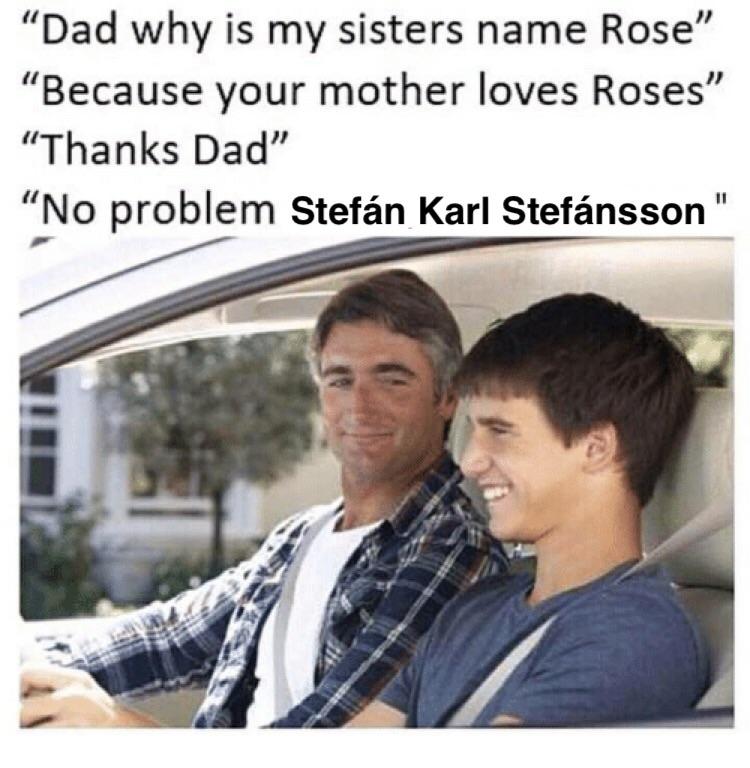 “Dad why is my sisters name Rose”
“Because your mother loves Roses”
“Thanks Dad”
“No problem Stefán Karl Stefánsson "